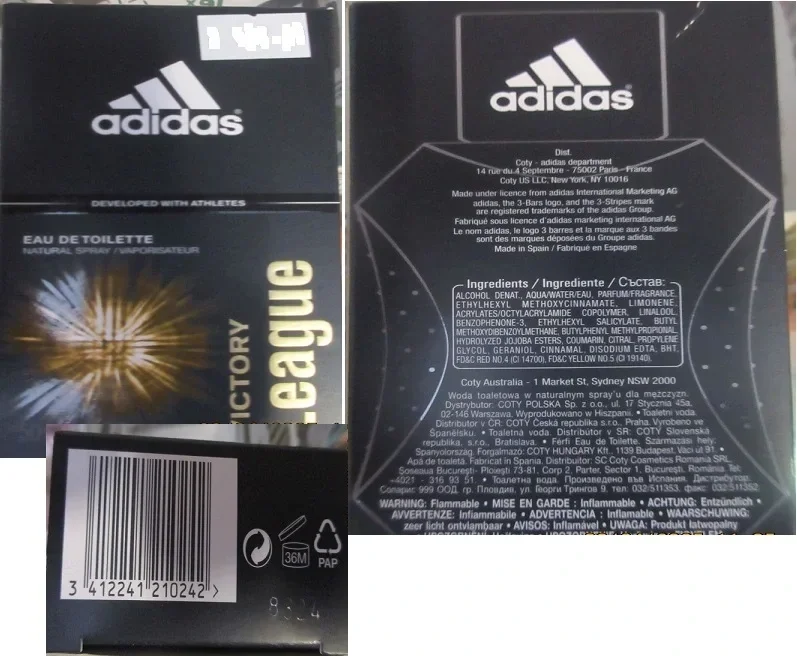 adidas
DEVELOPED WITH ATHLETES
EAU DE TOILETTE
NATURAL SPRAY / VAPORISATEUR
ICTORY
League
adidas
Dist.
Coty - adidas department
14 rue du 4 Septembre - 75002 Paris - France
Coty US LLC. New York, NY 10016
Made under licence from adidas International Marketing AG
adidas, the 3-Bars logo, and the 3-Stripes mark
are registered trademarks of the adidas Group.
Fabriqué sous licence d'adidas marketing international AG
Le nom adidas, le logo 3 barres et la marque aux 3 bandes
sont des marques déposées du Groupe adidas.
Made in Spain / Fabriqué en Espagne
Ingredients / Ingrediente / Състав:
ALCOHOL DENAT., AQUA/WATER/EAU, PARFUM/FRAGRANCE,
ETHYLHEXYL METHOXYCINNAMATE, LIMONENE,
ACRYLATES/OCTYLACRYLAMIDE COPOLYMER, LINALOOL,
BENZOPHENONE-3, ETHYLHEXYL SALICYLATE, BUTYL
METHOXYDIBENZOYLMETHANE, BUTYLPHENYL METHYLPROPIONAL,
HYDROLYZED JOJOBA ESTERS, COUMARIN, CITRAL, PROPYLENE
GLYCOL, GERANIOL, CINNAMAL, DISODIUM EDTA, BHT,
FD&C RED NO.4 (CI 14700), FD&C YELLOW NO.5 (CI 19140).
Coty Australia - 1 Market St, Sydney NSW 2000
Woda toaletowa w naturalnym spray'u dla mężczyzn.
Dystrybutor: COTY POLSKA Sp. z o.o., ul. 17 Stycznia 45a,
02-146 Warszawa. Wyprodukowano w Hiszpanii. • Toaletní voda.
Distributor v ČR: COTY Česká republika s.r.o., Praha. Vyrobeno ve
Španělsku. • Toaletná voda. Distribútor v SR: COTY Slovenská
republika, s.r.o., Bratislava. • Férfi Eau de Toilette. Származási hely:
Spanyolország. Forgalmazó: COTY HUNGARY Kft., 1139 Budapest, Váci út 91. •
Apă de toaletă. Fabricat în Spania. Distribuitor: SC Coty Cosmetics Romania SRL,
Șoseaua București- Ploiești 73-81, Corp 2, Parter, Sector 1, București, România. Tel:
+4021 - 316 93 51. • Тоалетна вода. Произведено във Испания. Дистрибутор:
Солариг 999 ООД, гр. Пловдив, ул. Георги Трингов 9, тел: 032/511353, факс: 032/511352
WARNING: Flammable • MISE EN GARDE : Inflammable • ACHTUNG: Entzündlich •
AVVERTENZE: Infiammabile • ADVERTENCIA : Inflamable • WAARSCHUWING:
zeer licht ontvlambaar • AVISOS: Inflamável • UWAGA: Produkt łatwopalny
3 412241 210242 >
36M
PAP
8324